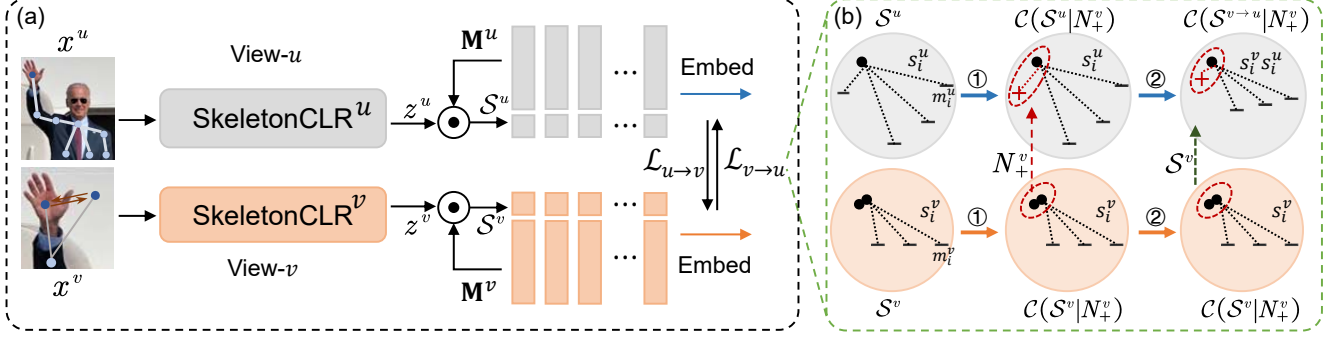 (a)
x^u
View-u
SkeletonCLR^u
z^u
M^u
S^u
...
Embed
L_{u→v}
L_{v→u}
SkeletonCLR^v
z^v
S^v
...
View-v
x^v
M^v
Embed
(b)
S^u
C(S^u|N_+^v)
C(S^{v→u}|N_+^v)
s_i^u
s_i^v s_i^u
m_i^u
①
②
+
+
N_+^v
S^v
s_i^v
s_i^v
s_i^v
①
②
m_i^v
S^v
C(S^v|N_+^v)
C(S^v|N_+^v)